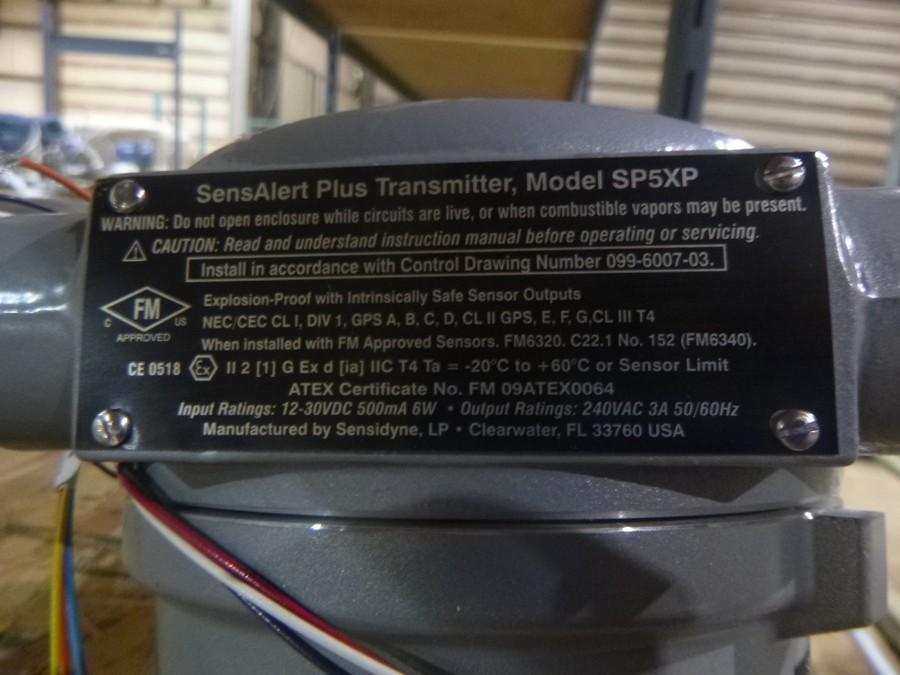 SensAlert Plus Transmitter, Model SP5XP
WARNING: Do not open enclosure while circuits are live, or when combustible vapors may be present.
CAUTION: Read and understand instruction manual before operating or servicing.
Install in accordance with Control Drawing Number 099-6007-03.
FM
C US
APPROVED
Explosion-Proof with Intrinsically Safe Sensor Outputs
NEC/CEC CL I, DIV 1, GPS A, B, C, D, CL II GPS, E, F, G,CL III T4
When installed with FM Approved Sensors. FM6320. C22.1 No. 152 (FM6340).
CE 0518 Ex II 2 [1] G Ex d [ia] IIC T4 Ta = -20°C to +60°C or Sensor Limit
ATEX Certificate No. FM 09ATEX0064
Input Ratings: 12-30VDC 500mA 6W • Output Ratings: 240VAC 3A 50/60Hz
Manufactured by Sensidyne, LP • Clearwater, FL 33760 USA